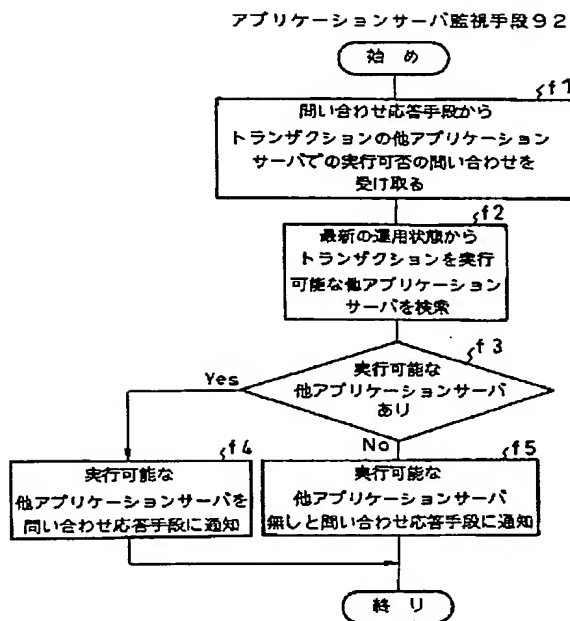 アプリケーションサーバ監視手段92
始め
f1
問い合わせ応答手段から
トランザクションの他アプリケーション
サーバでの実行可否の問い合わせを
受け取る
f2
最新の運用状態から
トランザクションを実行
可能な他アプリケーション
サーバを検索
f3
実行可能な
他アプリケーションサーバ
あり
Yes
No
f4
実行可能な
他アプリケーションサーバを
問い合わせ応答手段に通知
f5
実行可能な
他アプリケーションサーバ
無しと問い合わせ応答手段に通知
終り